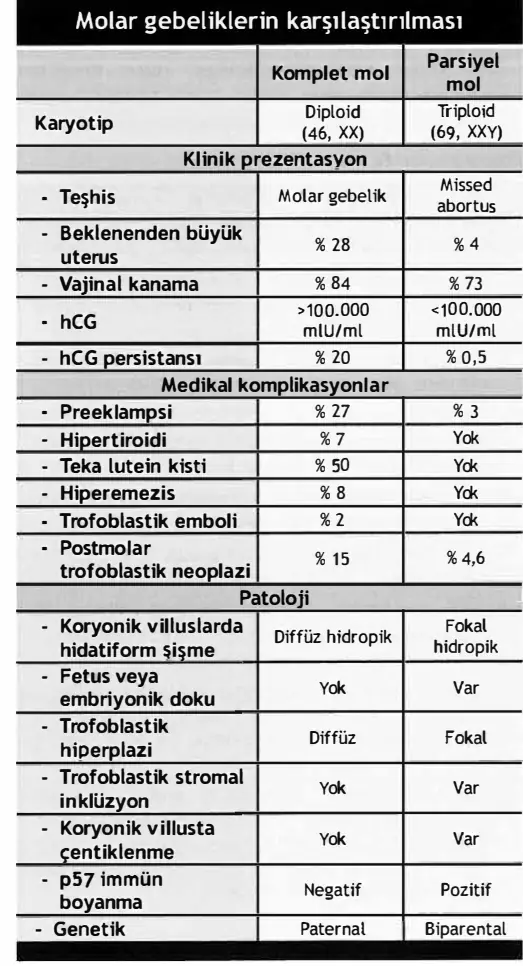 Molar gebeliklerin karşılaştırılması
Komplet mol
Parsiyel
mol
Karyotip
Diploid
(46, XX)
Triploid
(69, XXY)
Klinik prezentasyon
- Teşhis
Molar gebelik
Missed
abortus
- Beklenenden büyük
uterus
% 28
% 4
- Vajinal kanama
% 84
% 73
- hCG
>100.000
mlU/ml
<100.000
mlU/ml
- hCG persistansı
% 20
% 0,5
Medikal komplikasyonlar
- Preeklampsi
% 27
% 3
- Hipertiroidi
% 7
Yok
- Teka lutein kisti
% 50
Yok
- Hiperemezis
% 8
Yok
- Trofoblastik emboli
% 2
Yok
- Postmolar
trofoblastik neoplazi
% 15
% 4,6
Patoloji
- Koryonik villuslarda
hidatiform şişme
Diffüz hidropik
Fokal
hidropik
- Fetus veya
embriyonik doku
Yok
Var
- Trofoblastik
hiperplazi
Diffüz
Fokal
- Trofoblastik stromal
inklüzyon
Yok
Var
- Koryonik villusta
çentiklenme
Yok
Var
- p57 immün
boyanma
Negatif
Pozitif
- Genetik
Paternal
Biparental